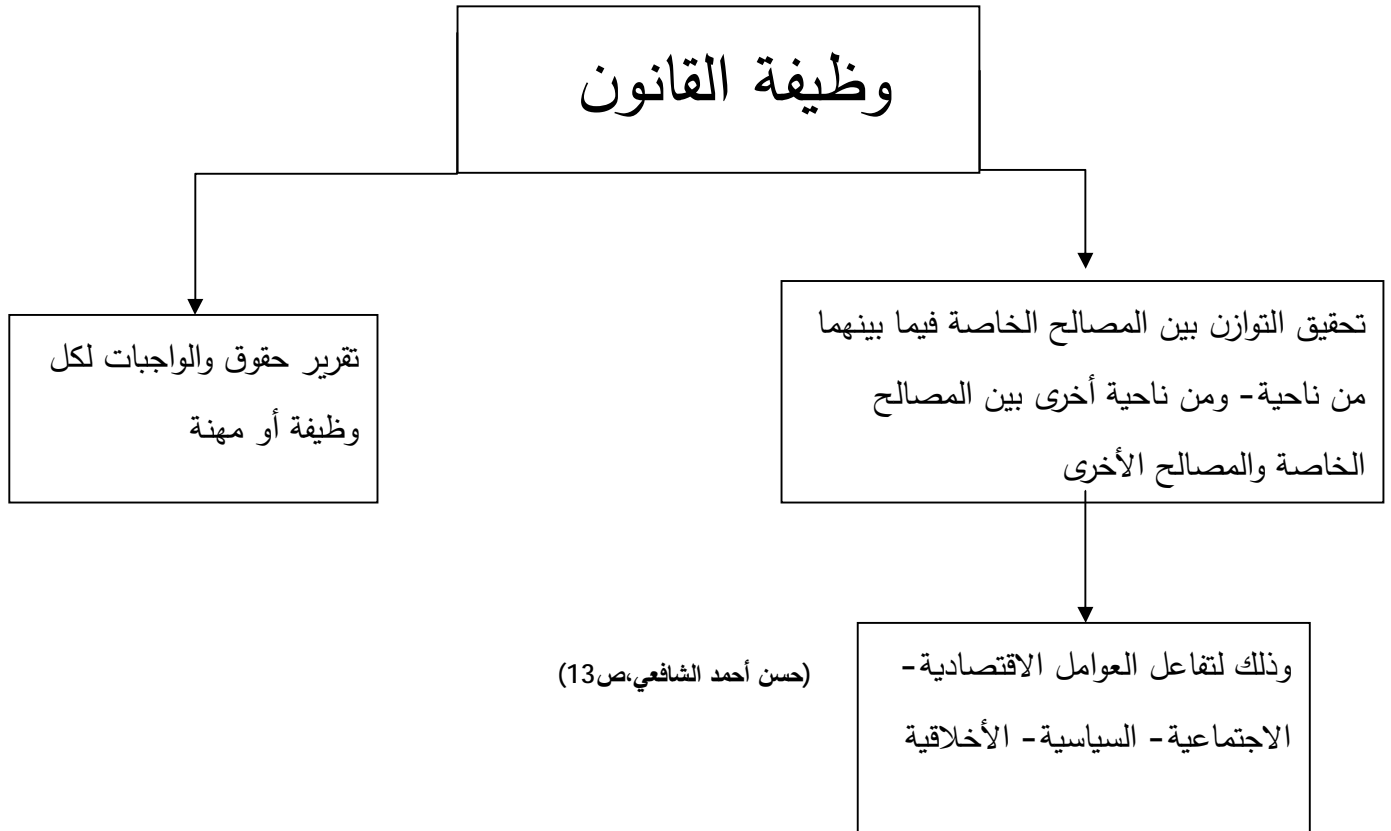 وظيفة القانون
تحقيق التوازن بين المصالح الخاصة فيما بينهما
من ناحية- ومن ناحية أخرى بين المصالح
الخاصة والمصالح الأخرى
تقرير حقوق والواجبات لكل
وظيفة أو مهنة
وذلك لتفاعل العوامل الاقتصادية-
الاجتماعية- السياسية- الأخلاقية
(حسن أحمد الشافعي،ص13)